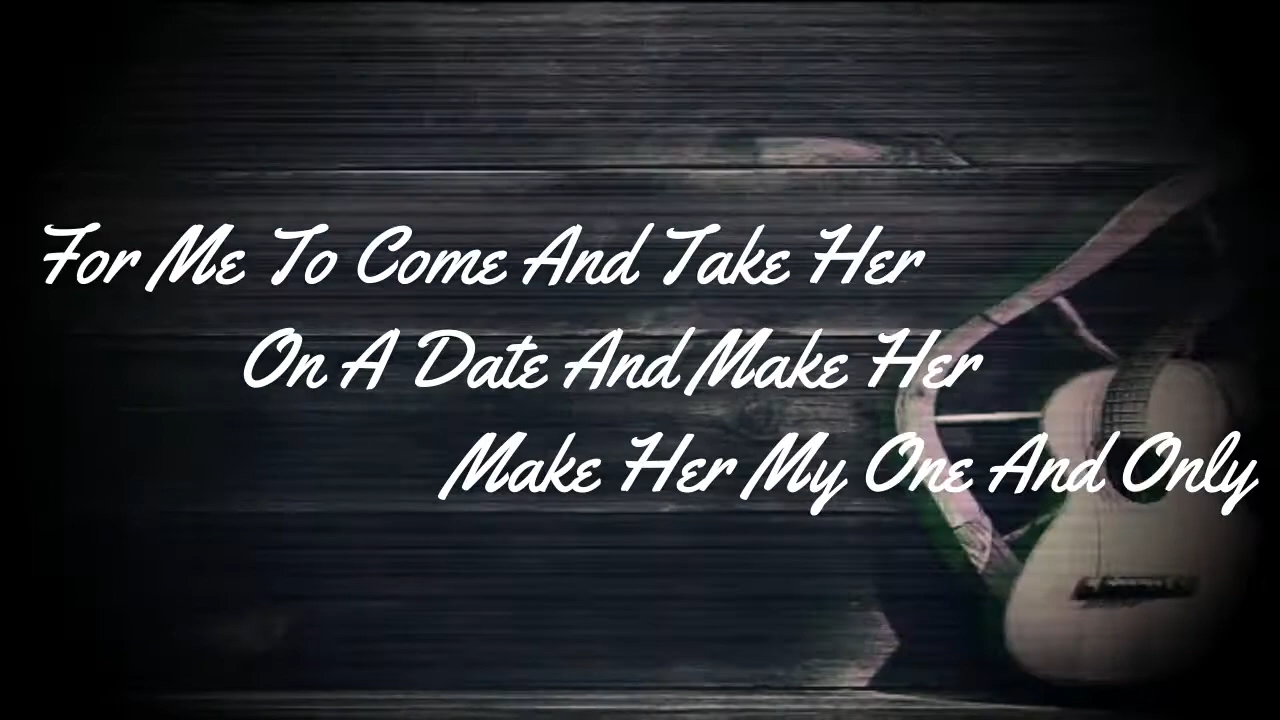 For Me To Come And Take Her
On A Date And Make Her
Make Her My One And Only